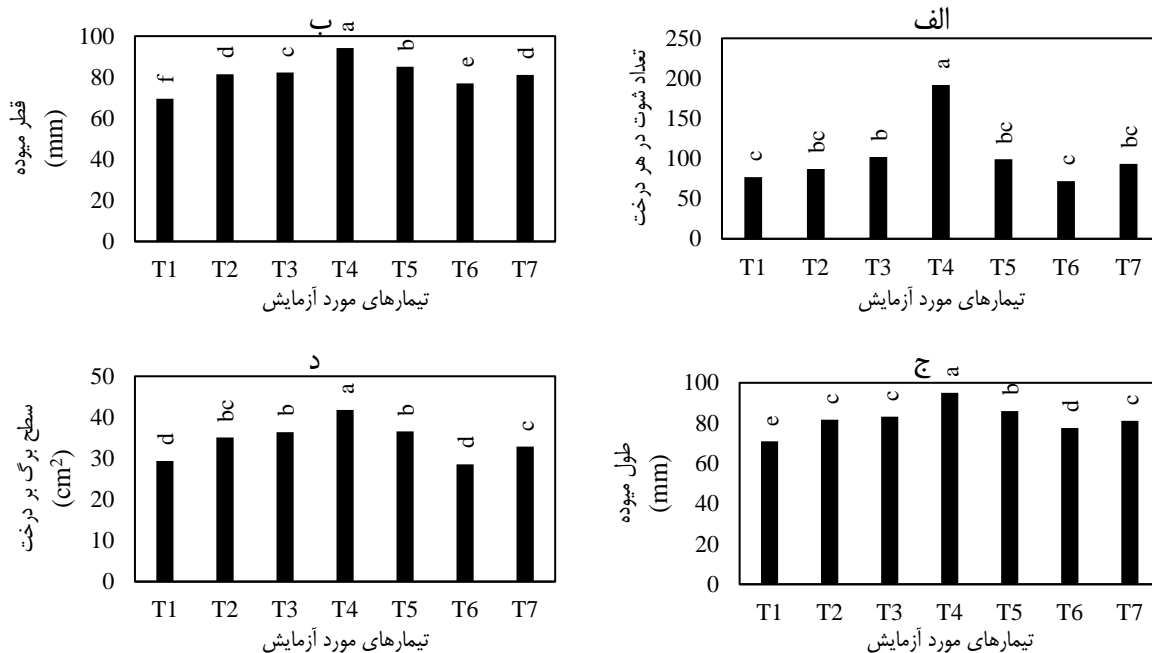 الف
تعداد شوت در هر درخت
250
200
150
100
50
0
c bc b a bc c bc
T1 T2 T3 T4 T5 T6 T7
تیمارهای مورد آزمایش
ب
قطر میوده
(mm)
100
80
60
40
20
0
f d c a b e d
T1 T2 T3 T4 T5 T6 T7
تیمارهای مورد آزمایش
ج
طول میوده
(mm)
100
80
60
40
20
0
e c c a b d c
T1 T2 T3 T4 T5 T6 T7
تیمارهای مورد آزمایش
د
سطح برگ بر درخت
(cm²)
50
40
30
20
10
0
d bc b a b d c
T1 T2 T3 T4 T5 T6 T7
تیمارهای مورد آزمایش